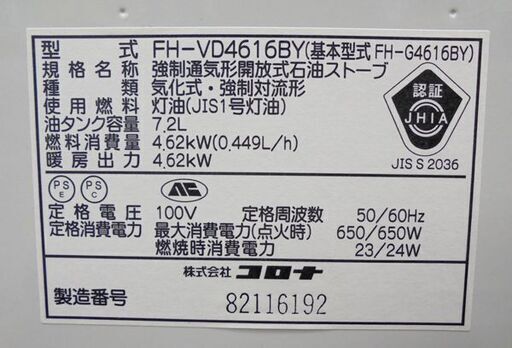 型式 FH-VD4616BY(基本型式 FH-G4616BY)
規格名称 強制通気形開放式石油ストーブ
種類 気化式・強制対流形
使用燃料 灯油(JIS1号灯油)
油タンク容量 7.2L
燃料消費量 4.62kW(0.449L/h)
暖房出力 4.62kW
認証
JHIA
JIS S 2036
PS E
PS C
定格電圧 100V 定格周波数 50/60Hz
定格消費電力 最大消費電力(点火時) 650/650W
燃焼時消費電力 23/24W
株式会社 コロナ
製造番号 82116192